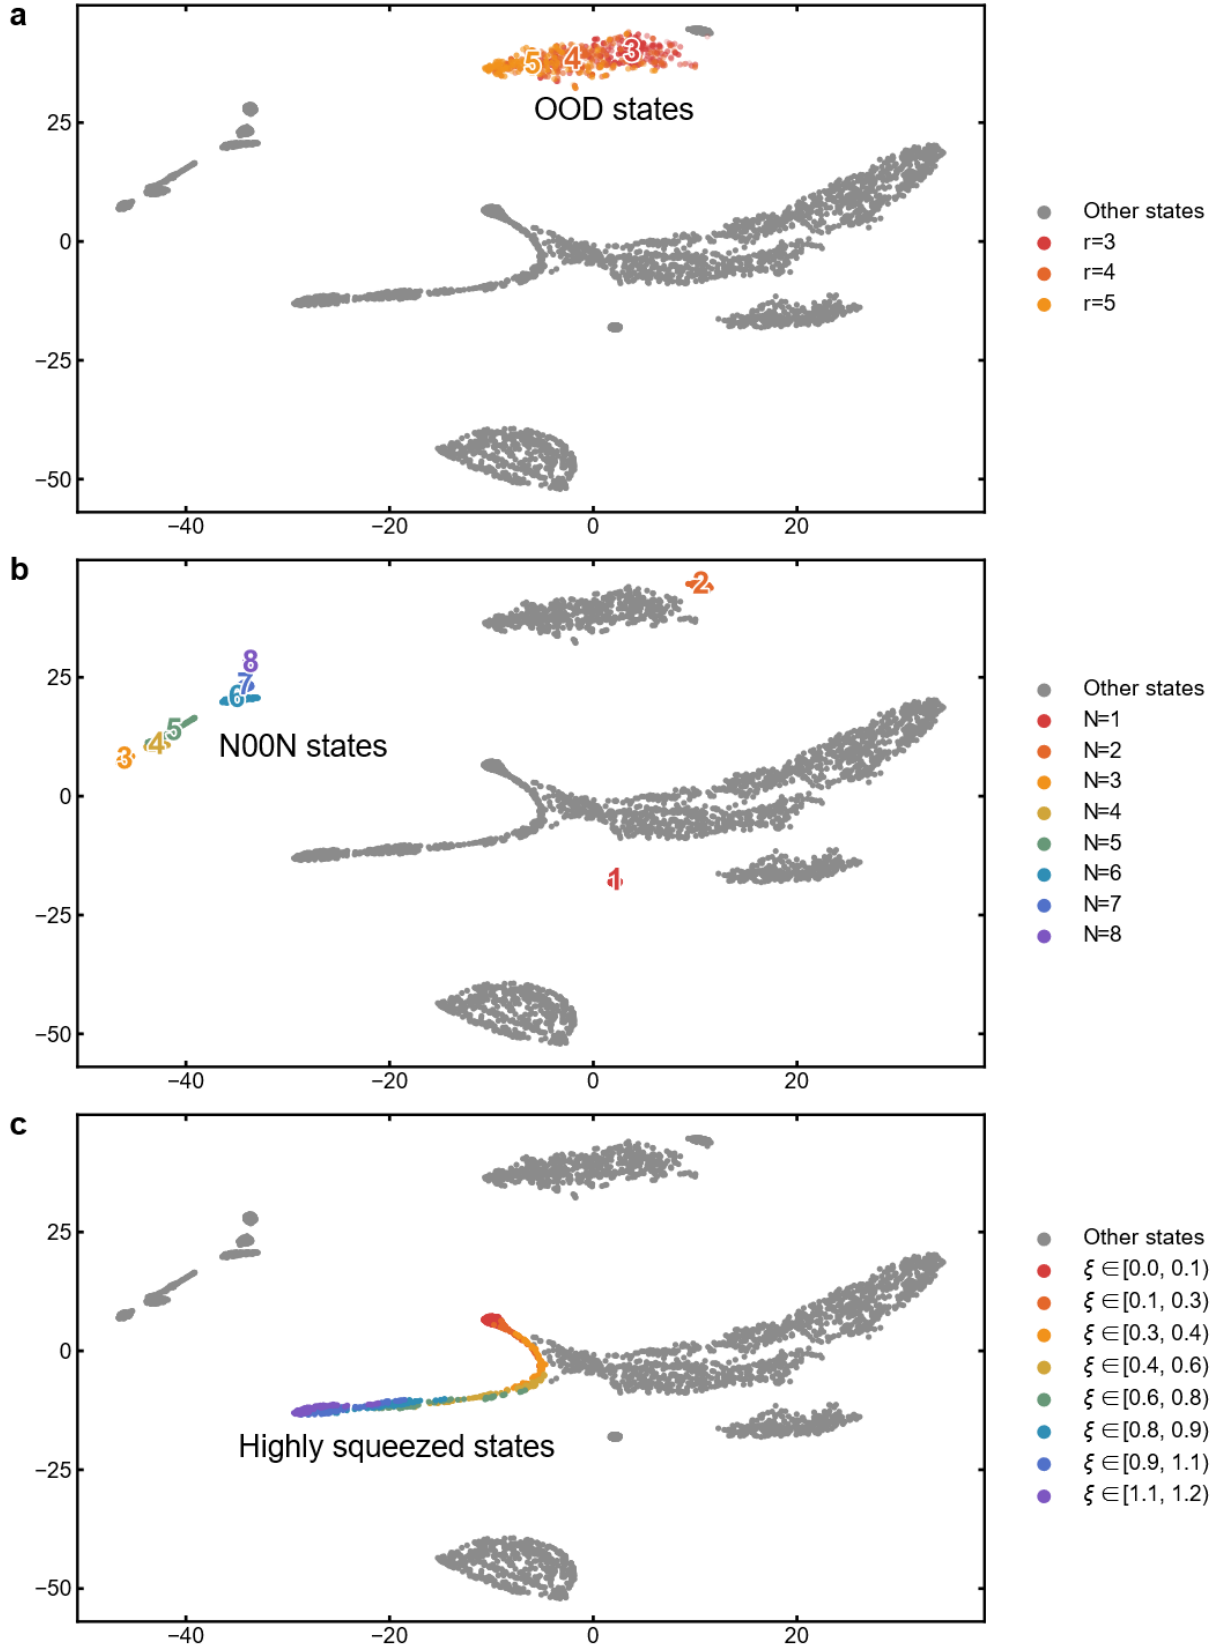 a
5 4 3
OOD states
25
0
−25
−50
−40 −20 0 20
Other states
r=3
r=4
r=5
b
2
8
7
6
5
4
3
N00N states
1
25
0
−25
−50
−40 −20 0 20
Other states
N=1
N=2
N=3
N=4
N=5
N=6
N=7
N=8
c
25
0
−25
−50
Highly squeezed states
−40 −20 0 20
Other states
ξ ∈[0.0, 0.1)
ξ ∈[0.1, 0.3)
ξ ∈[0.3, 0.4)
ξ ∈[0.4, 0.6)
ξ ∈[0.6, 0.8)
ξ ∈[0.8, 0.9)
ξ ∈[0.9, 1.1)
ξ ∈[1.1, 1.2)